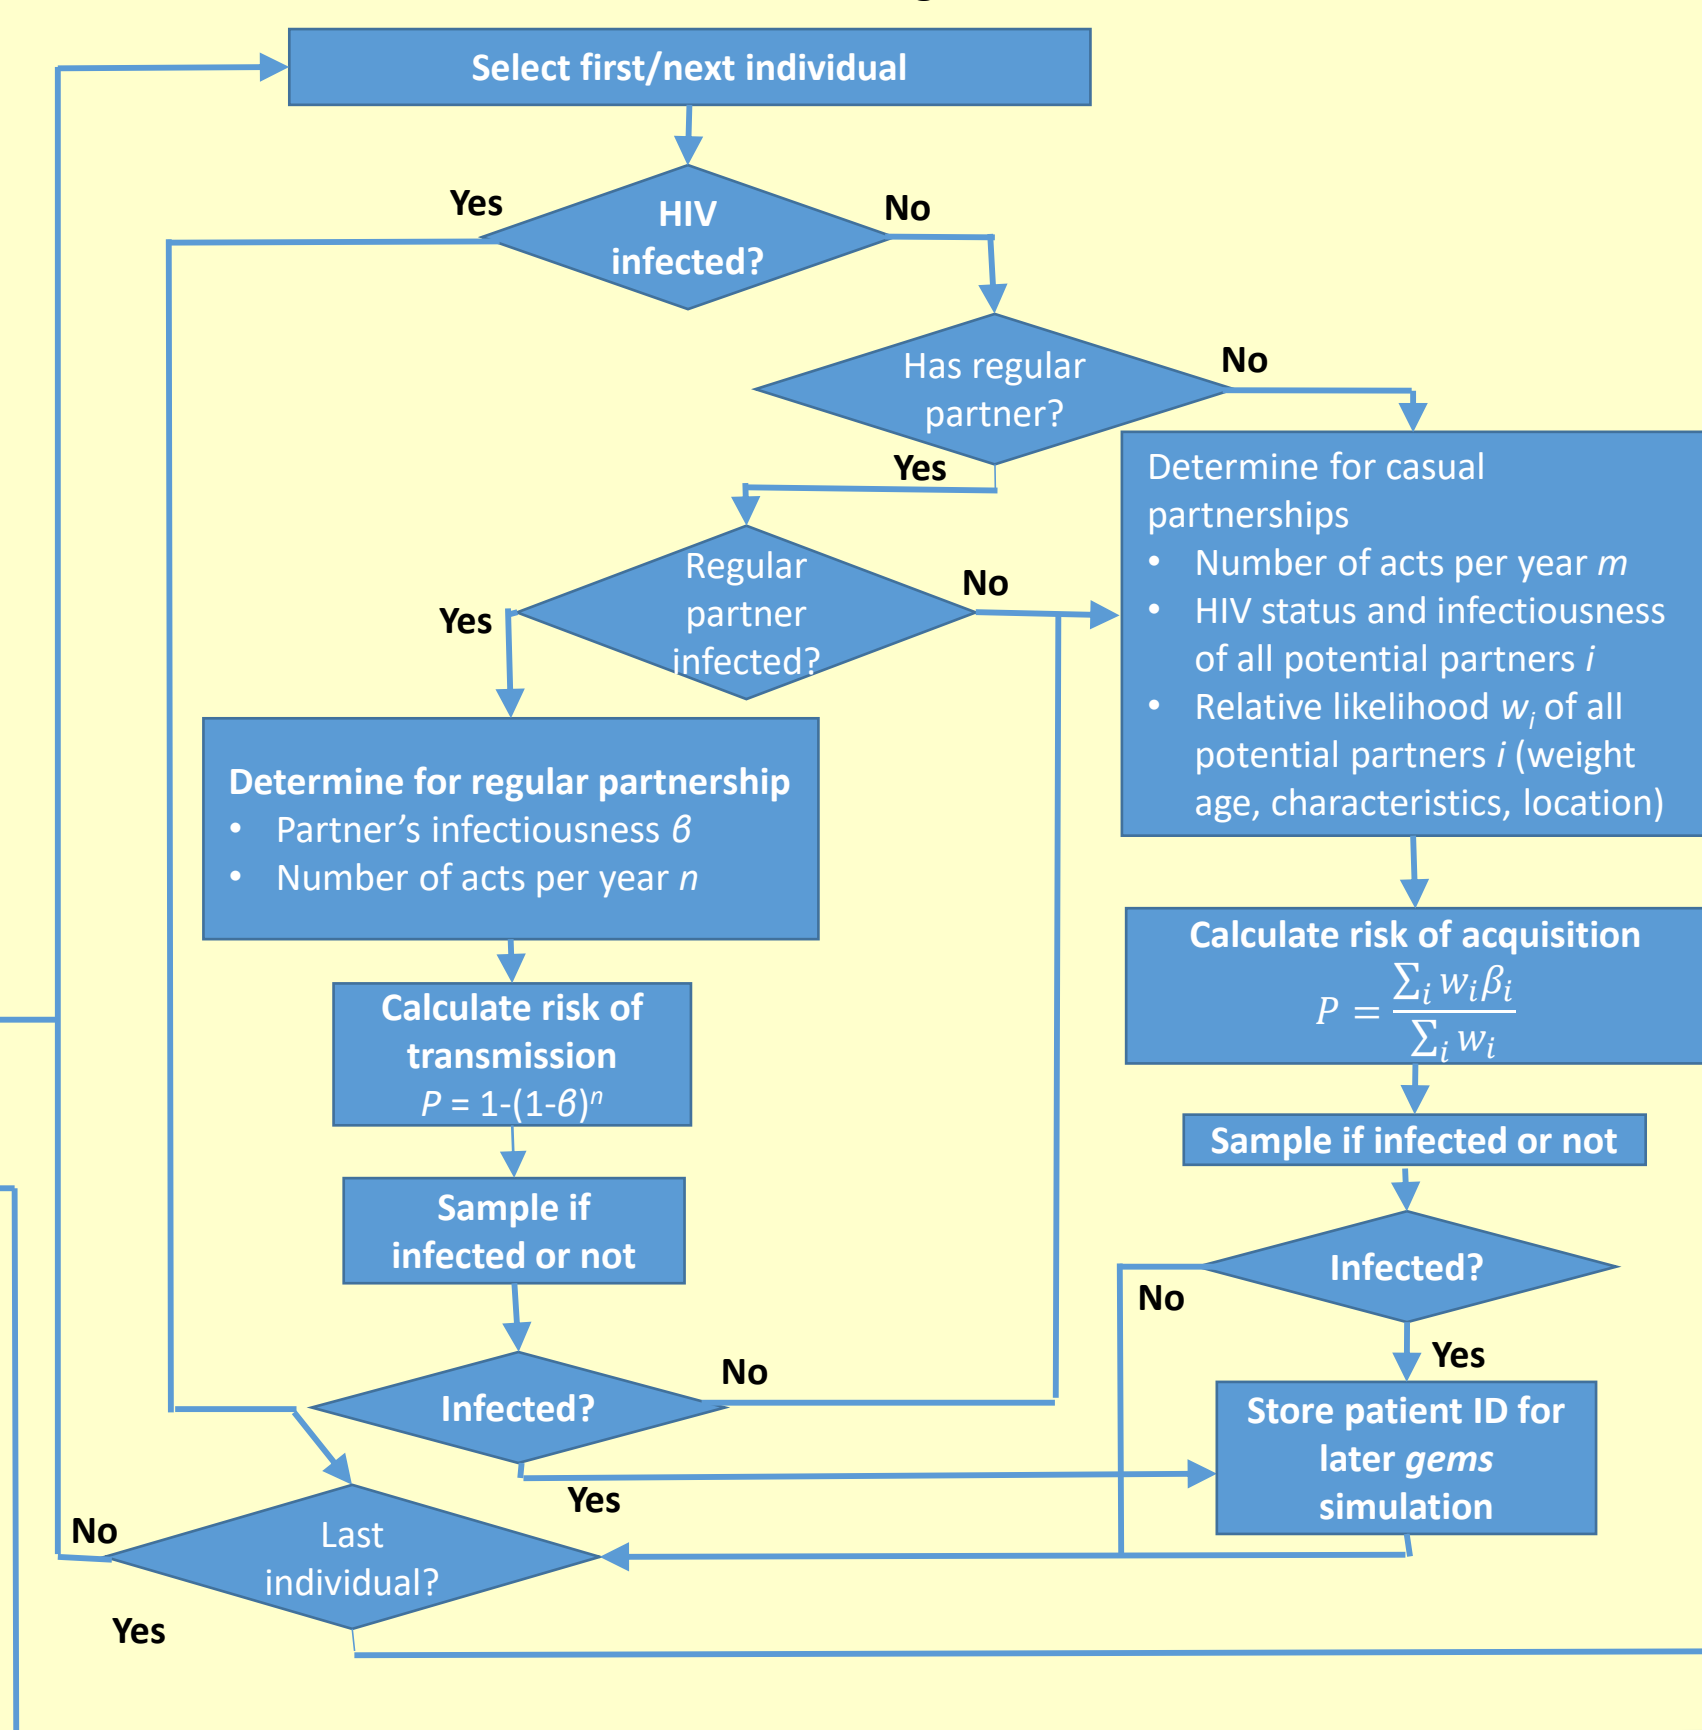 Select first/next individual
Yes
No
HIV
infected?
Has regular
partner?
No
Yes
Determine for casual
partnerships
• Number of acts per year m
• HIV status and infectiousness
of all potential partners i
• Relative likelihood wᵢ of all
potential partners i (weight
age, characteristics, location)
Regular
partner
infected?
No
Yes
Determine for regular partnership
• Partner’s infectiousness β
• Number of acts per year n
Calculate risk of acquisition
P = ∑ᵢ wᵢβᵢ / ∑ᵢ wᵢ
Calculate risk of
transmission
P = 1-(1-β)ⁿ
Sample if infected or not
Sample if
infected or not
Infected?
No
Yes
Infected?
No
Yes
Store patient ID for
later gems
simulation
Last
individual?
No
Yes